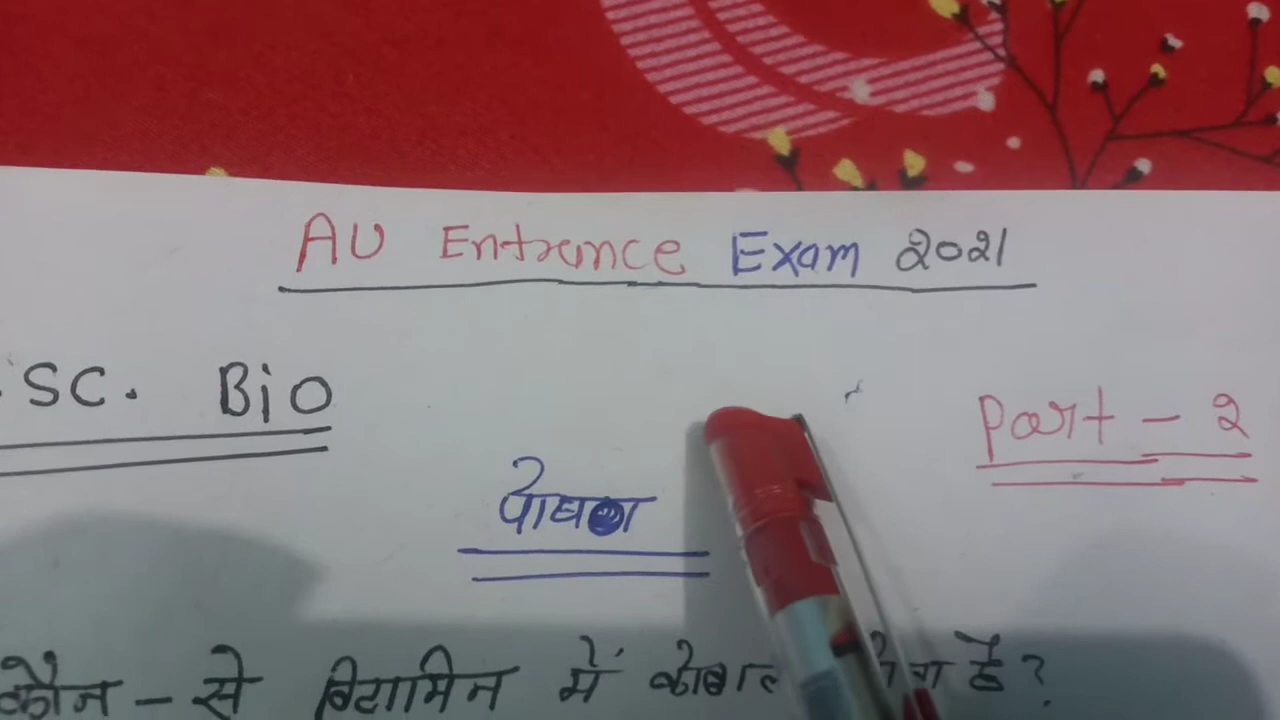 AU Entrance Exam 2021
SC. Bio
Part - 2
पोषण
कौन - से विटामिन में है?